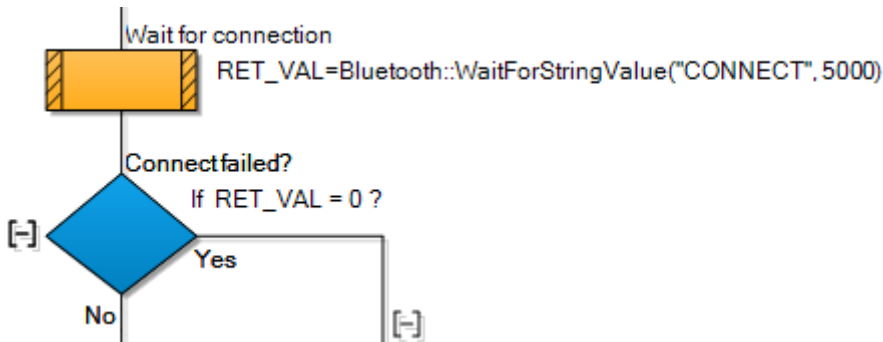 Wait for connection
RET_VAL=Bluetooth::WaitForStringValue("CONNECT", 5000)
Connect failed?
If RET_VAL = 0 ?
[-]
Yes
No
[-]